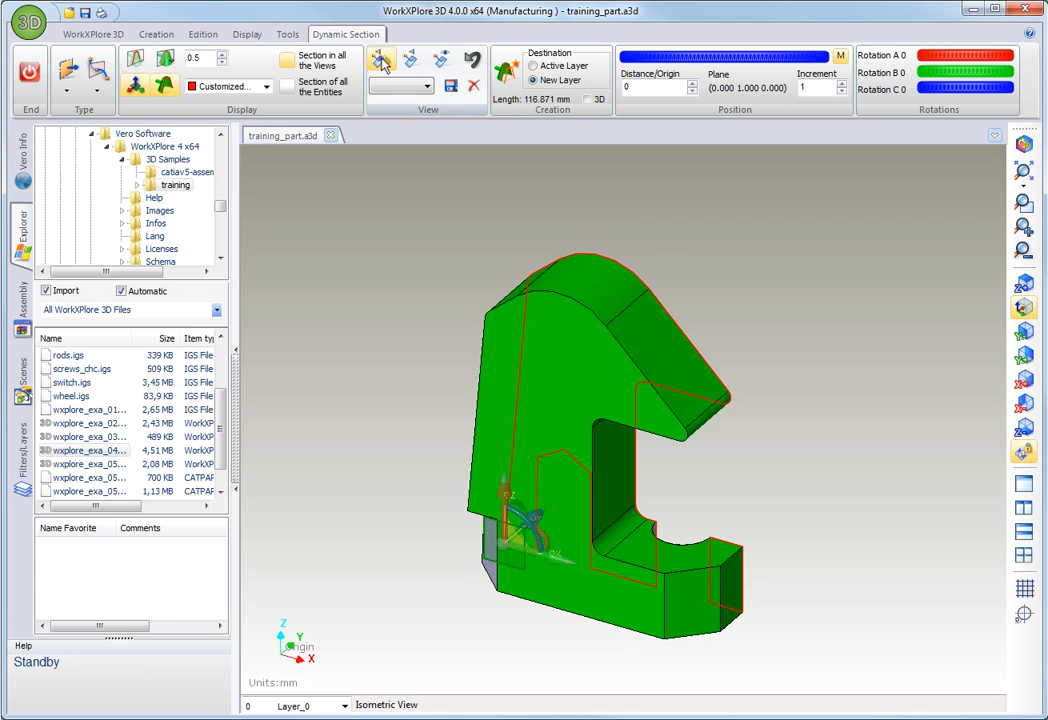 3D
WorkXPlore 4.0.0 x64 (Manufacturing ) - training_part.a3d
WorkXPlore 3D Creation Edition Display Tools Dynamic Section
End
Type
0.5
Customized...
Section in all the Views
Section of all the Entities
Display
View
Destination
Active Layer
New Layer
Length: 116.871 mm 3D
Creation
M
Distance/Origin Plane Increment
0 (0.000 1.000 0.000) 1
Position
Rotation A 0
Rotation B 0
Rotation C 0
Rotations
Vero Info
Explorer
Assembly
Scenes
Filters/Layers
Vero Software
WorkXPlore 4 x64
3D Samples
catiav5-assen
training
Help
Images
Infos
Lang
Licenses
Schema
Import Automatic
All WorkXPlore 3D Files
Name Size Item typ
rods.igs 339 KB IGS File
screws_chc.igs 509 KB IGS File
switch.igs 3,45 MB IGS File
wheel.igs 83,9 KB IGS File
wxplore_exa_01... 2,65 MB IGS File
3D wxplore_exa_02... 2,43 MB WorkXP
3D wxplore_exa_03... 489 KB WorkXP
3D wxplore_exa_04... 4,51 MB WorkXP
3D wxplore_exa_05... 2,08 MB WorkXP
wxplore_exa_05... 700 KB CATPAR
wxplore_exa_05... 1,13 MB CATPAR
Name Favorite Comments
Help
Standby
training_part.a3d
Z
Y
Origin
X
Units:mm
0 Layer_0 Isometric View